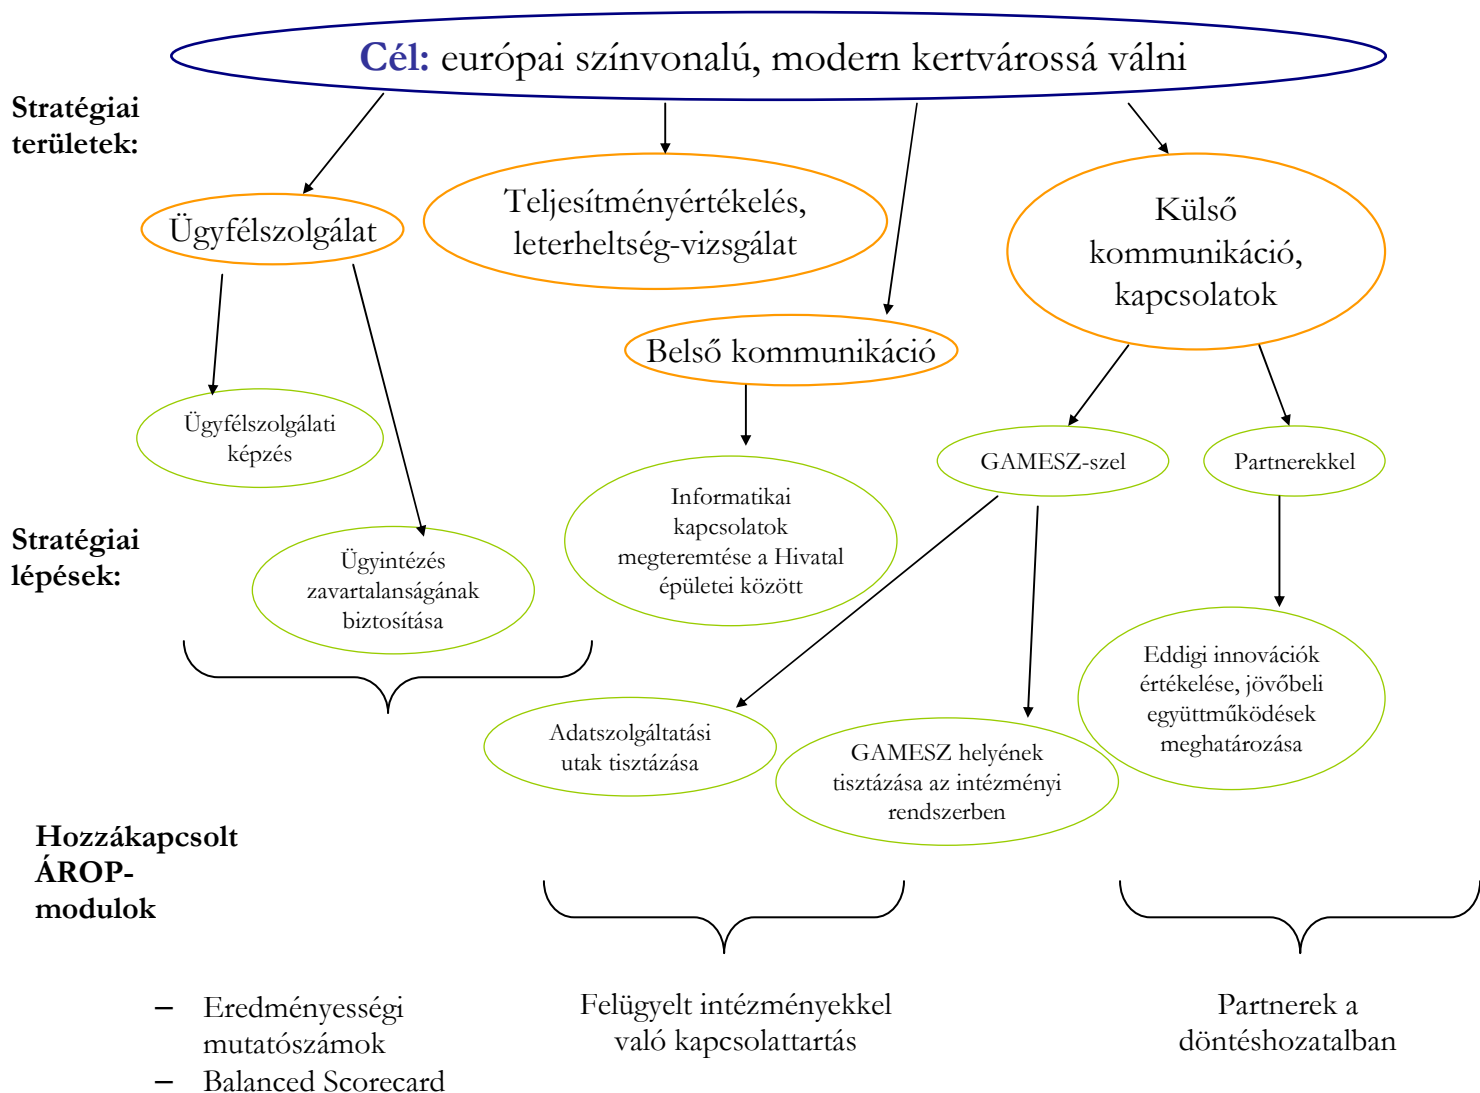 Cél: európai színvonalú, modern kertvárossá válni
Stratégiai
területek:
Ügyfélszolgálat
Teljesítményértékelés,
leterheltség-vizsgálat
Külső
kommunikáció,
kapcsolatok
Belső kommunikáció
Ügyfélszolgálati
képzés
GAMESZ-szel
Partnerekkel
Stratégiai
lépések:
Ügyintézés
zavartalanságának
biztosítása
Informatikai
kapcsolatok
megteremtése a Hivatal
épületei között
Adatszolgáltatási
utak tisztázása
GAMESZ helyének
tisztázása az intézményi
rendszerben
Eddigi innovációk
értékelése, jövőbeli
együttműködések
meghatározása
Hozzákapcsolt
ÁROP-
modulok
– Eredményességi
mutatószámok
– Balanced Scorecard
Felügyelt intézményekkel
való kapcsolattartás
Partnerek a
döntéshozatalban